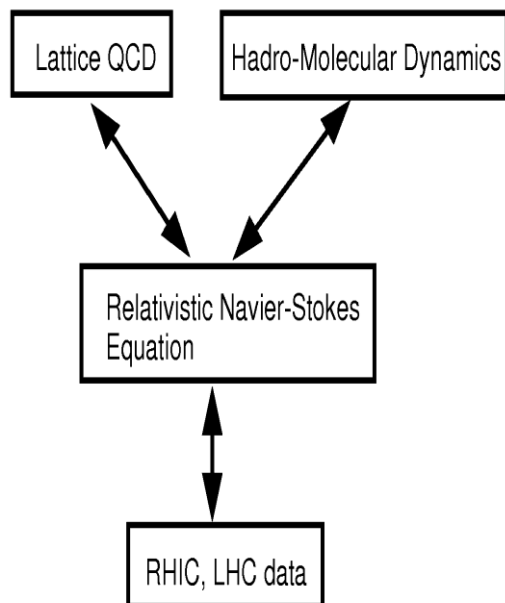 Lattice QCD
Hadro-Molecular Dynamics
Relativistic Navier-Stokes
Equation
RHIC, LHC data